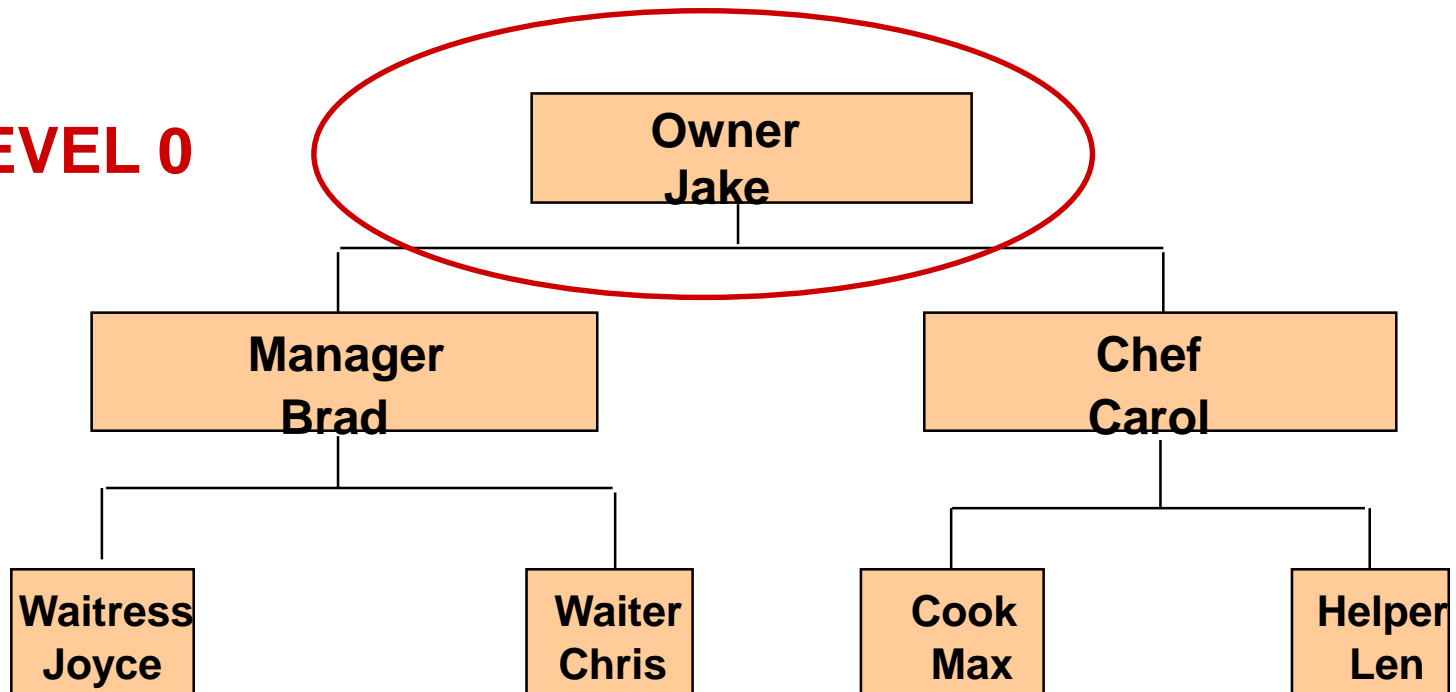 EVEL 0
Owner
Jake
Manager
Brad
Chef
Carol
Waitress
Joyce
Waiter
Chris
Cook
Max
Helper
Len